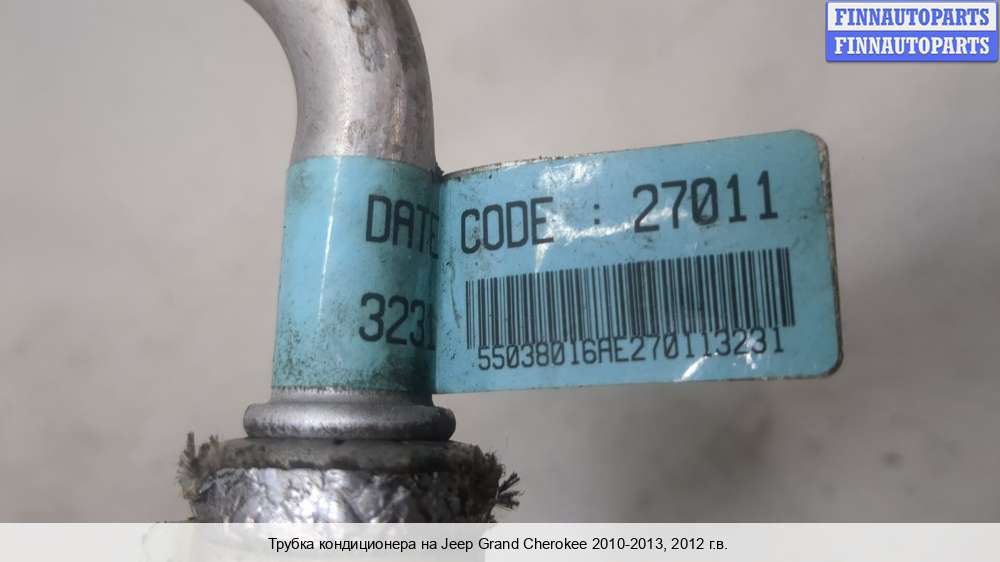 FINNAUTOPARTS
FINNAUTOPARTS
DATE CODE : 27011
3231
55038016AE270113231
Трубка кондиционера на Jeep Grand Cherokee 2010-2013, 2012 г.в.